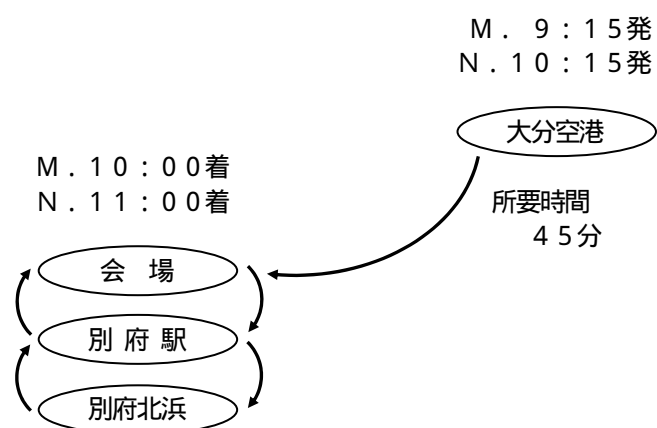 M．9：15発
N．10：15発
大分空港
M．10：00着
N．11：00着
所要時間
45分
会　場
別 府 駅
別府北浜